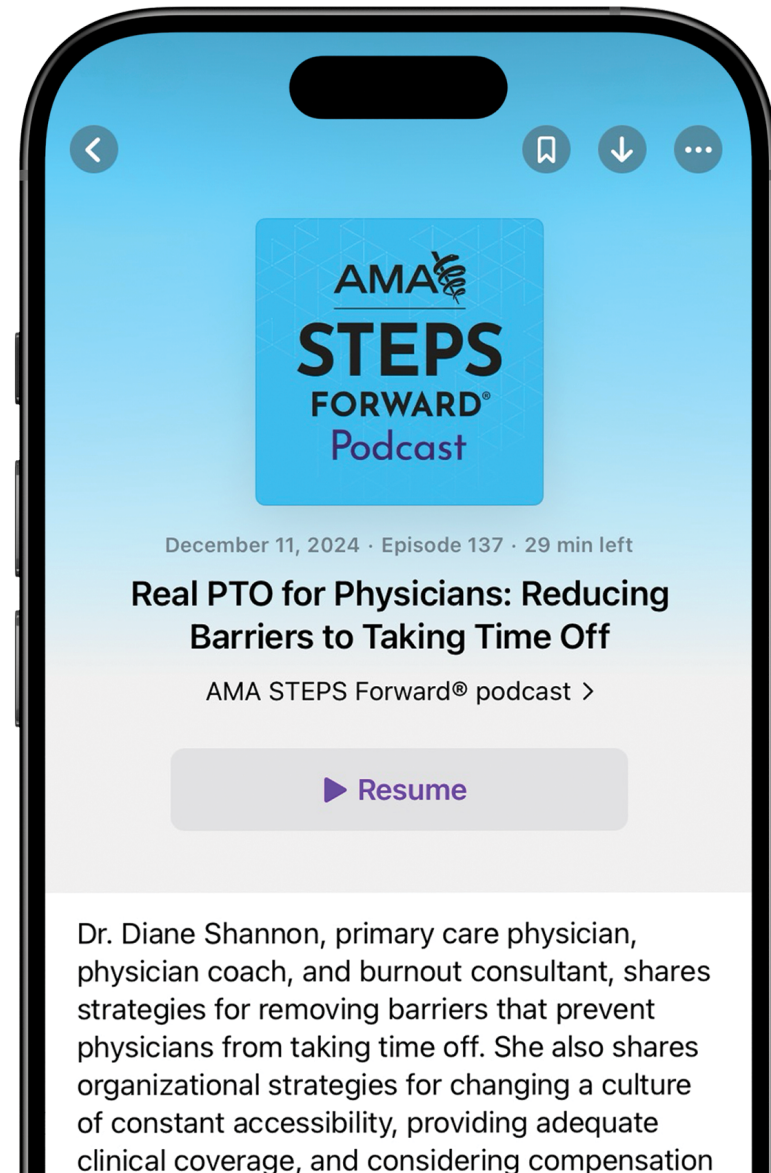 AMA
STEPS
FORWARD®
Podcast
December 11, 2024 · Episode 137 · 29 min left
Real PTO for Physicians: Reducing
Barriers to Taking Time Off
AMA STEPS Forward® podcast >
Resume
Dr. Diane Shannon, primary care physician,
physician coach, and burnout consultant, shares
strategies for removing barriers that prevent
physicians from taking time off. She also shares
organizational strategies for changing a culture
of constant accessibility, providing adequate
clinical coverage, and considering compensation